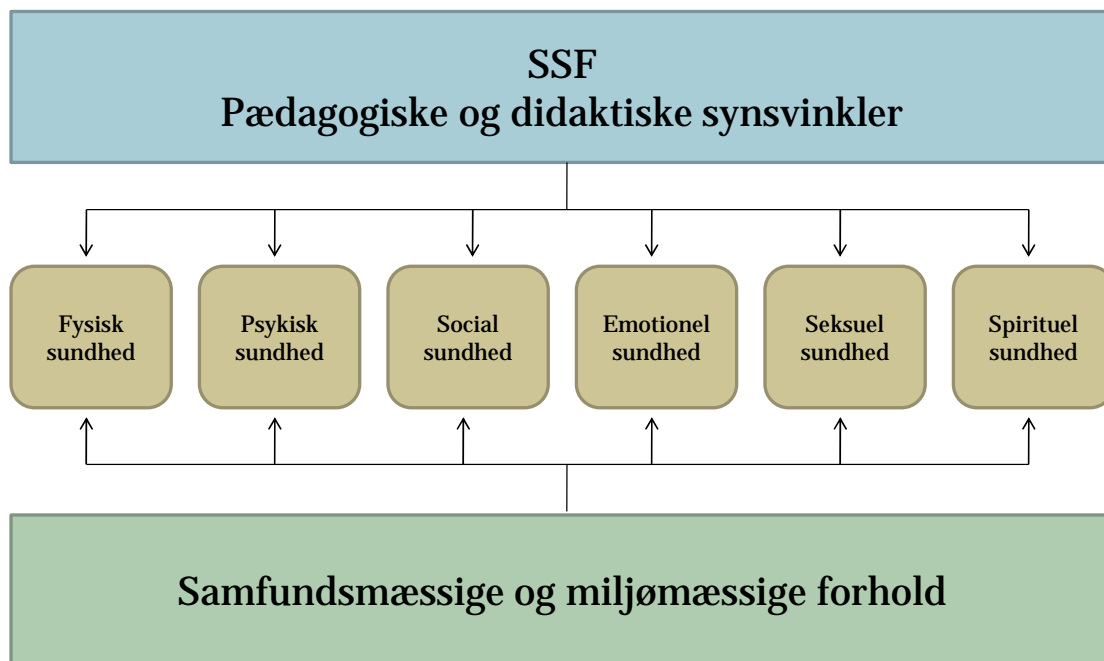 SSF
Pædagogiske og didaktiske synsvinkler
Fysisk
sundhed
Psykisk
sundhed
Social
sundhed
Emotionel
sundhed
Seksuel
sundhed
Spirituel
sundhed
Samfundsmæssige og miljømæssige forhold